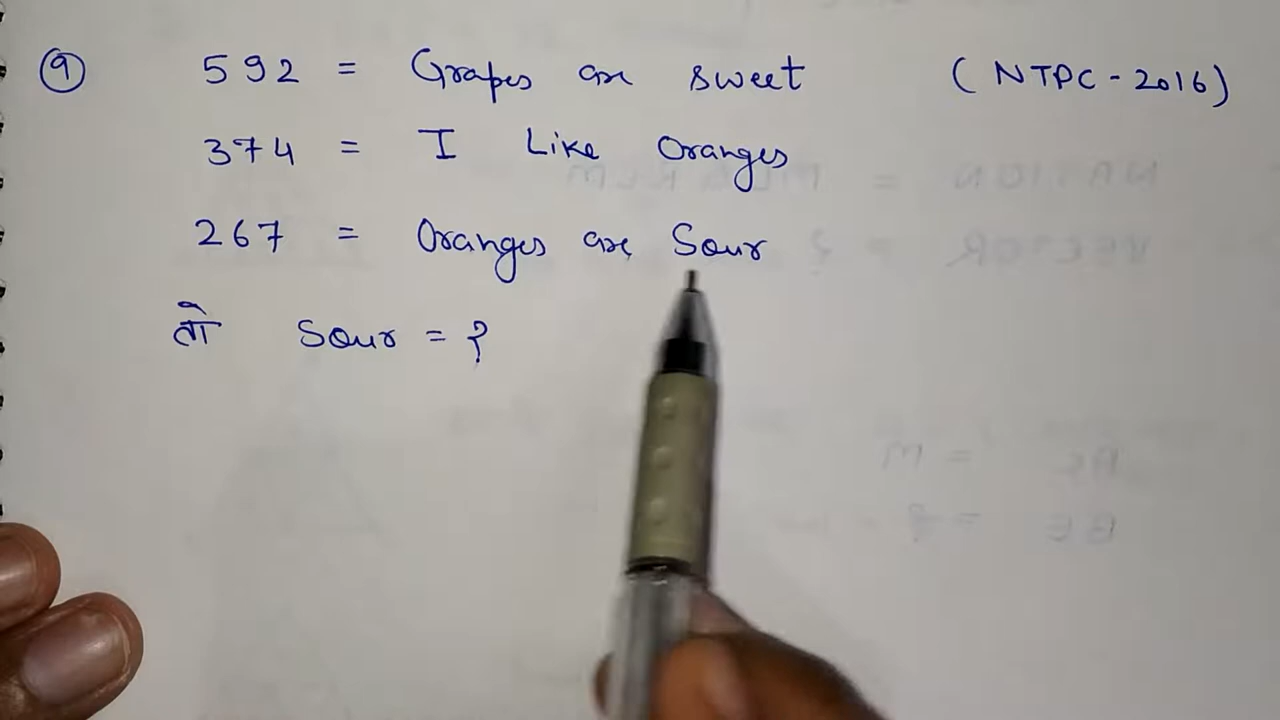 9 592 = Grapes are sweet (NTPC-2016)
374 = I Like Oranges
267 = Oranges are Sour
तो Sour = ?